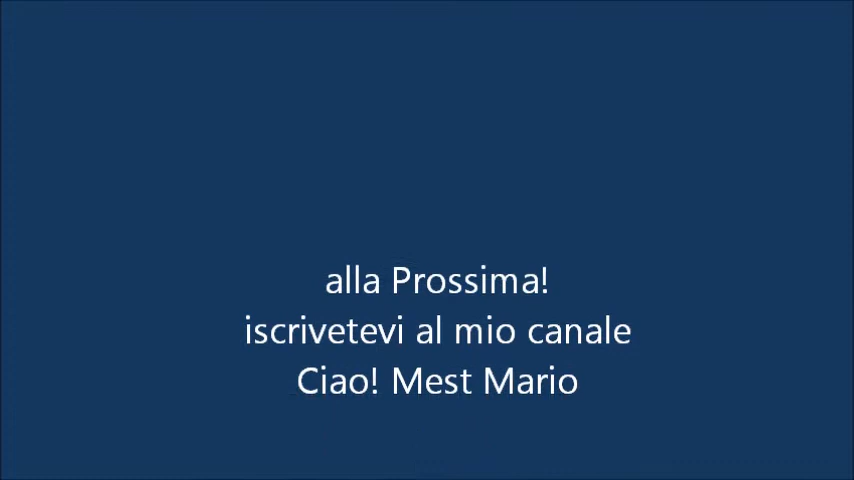 alla Prossima!
iscrivetevi al mio canale
Ciao! Mest Mario